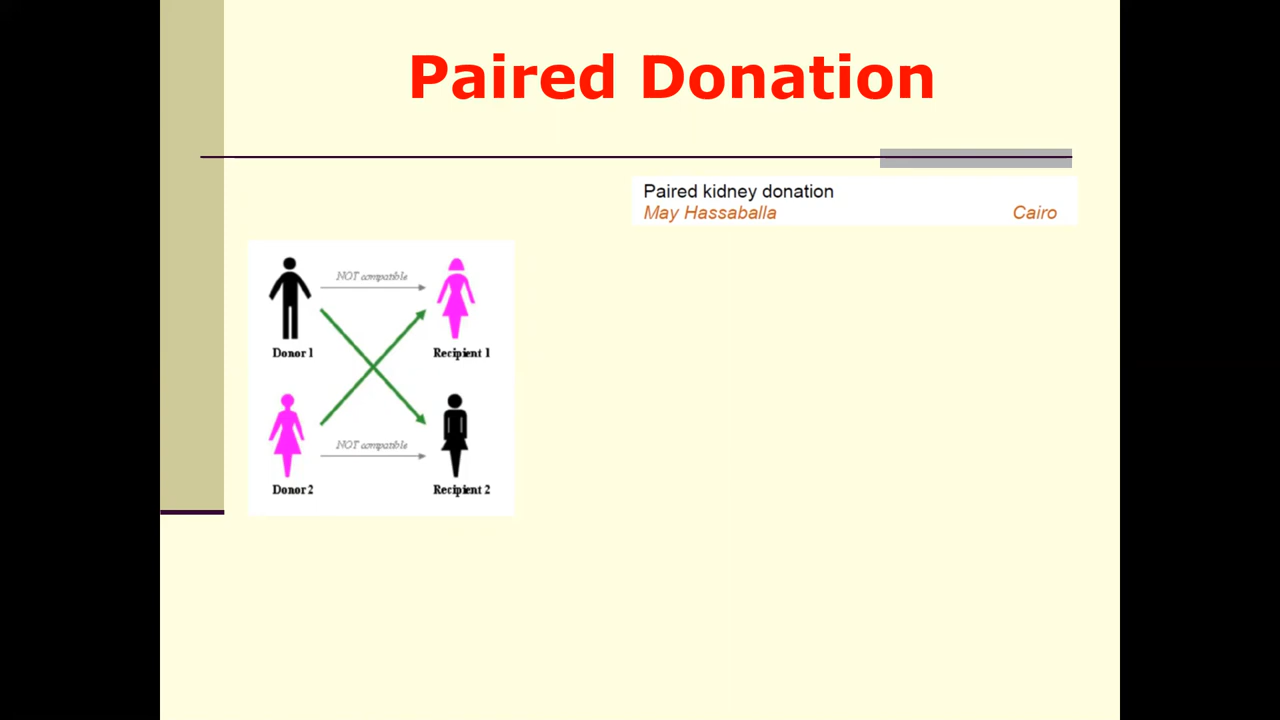 Paired Donation
Paired kidney donation
May Hassaballa Cairo
NOT compatible
Donor 1 Recipient 1
NOT compatible
Donor 2 Recipient 2